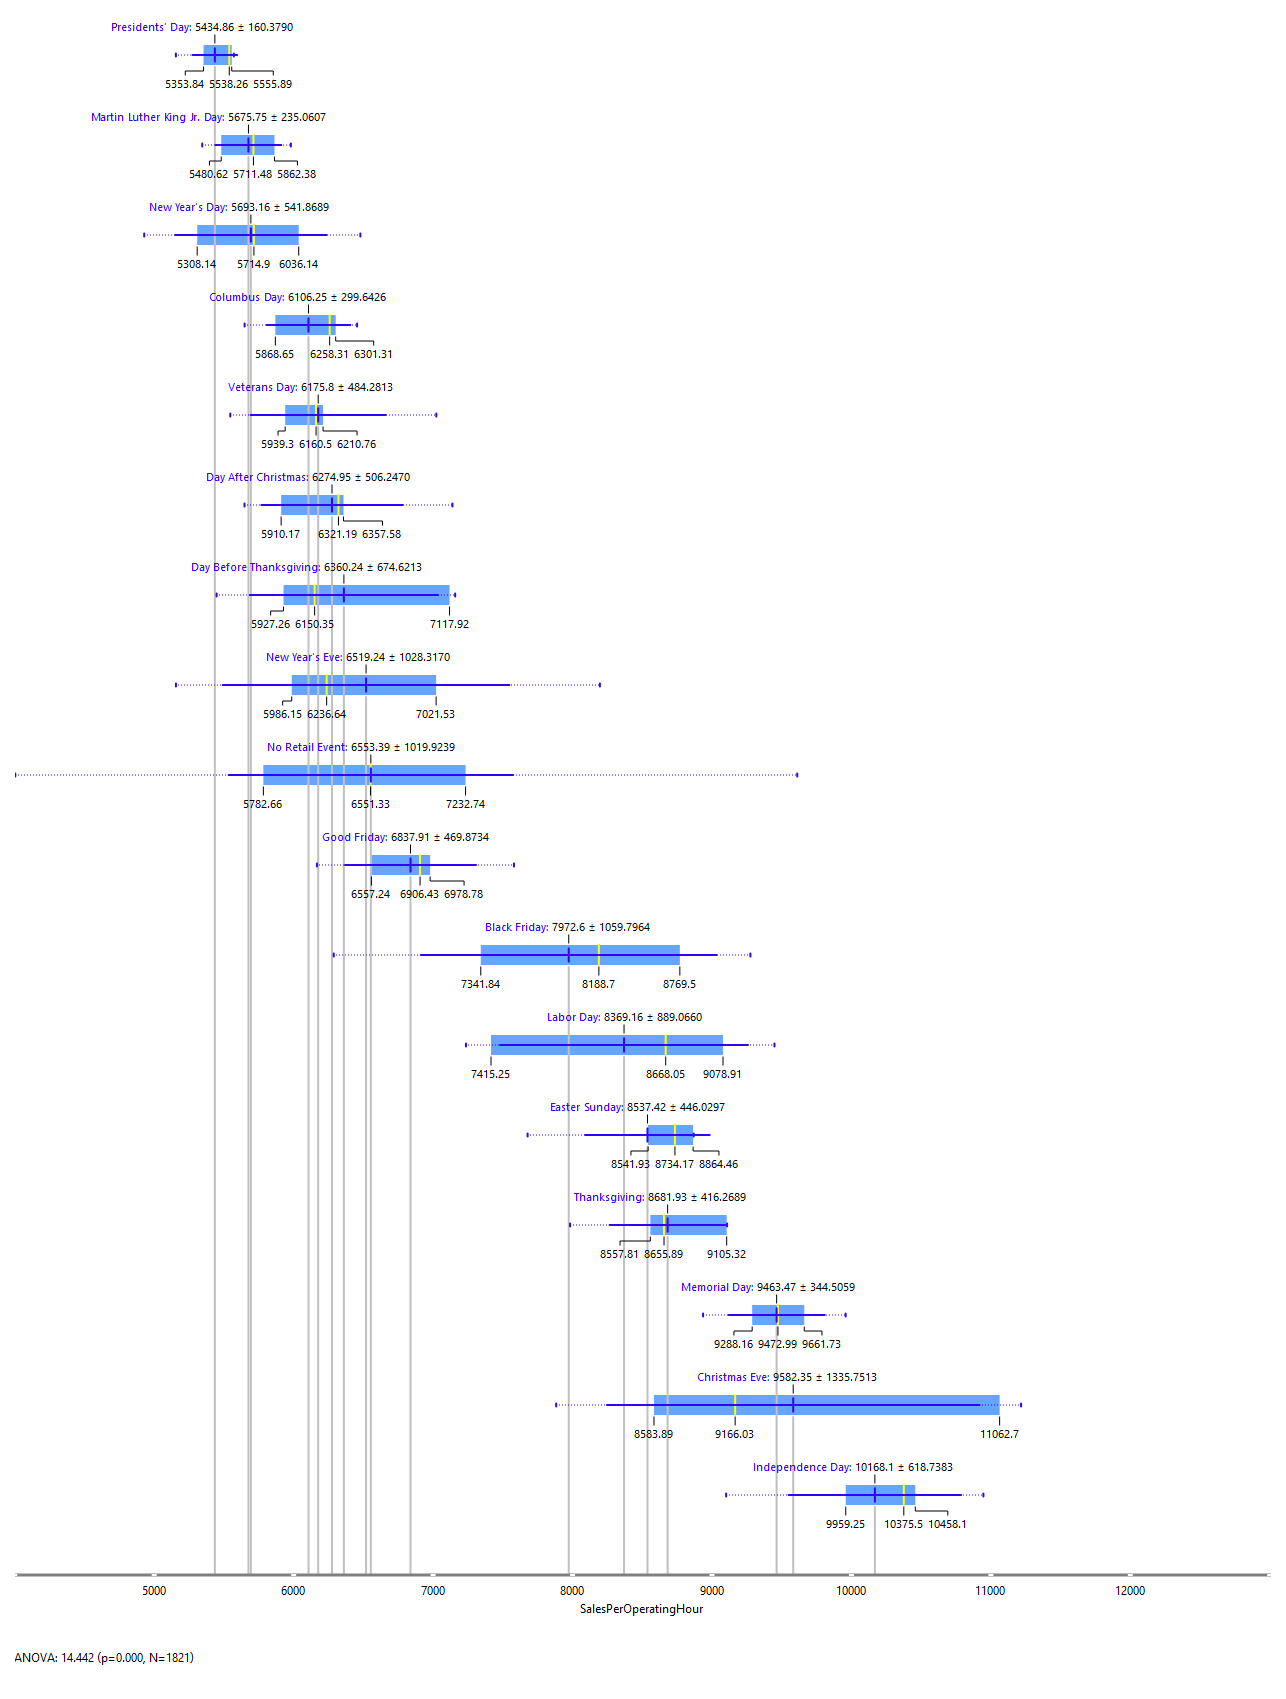 Presidents' Day: 5434.86 ± 160.3790
5353.84 5538.26 5555.89
Martin Luther King Jr. Day: 5675.75 ± 235.0607
5480.62 5711.48 5862.38
New Year's Day: 5693.16 ± 541.8689
5308.14 5714.9 6036.14
Columbus Day: 6106.25 ± 299.6426
5868.65 6258.31 6301.31
Veterans Day: 6175.8 ± 484.2813
5939.3 6160.5 6210.76
Day After Christmas: 6274.95 ± 506.2470
5910.17 6321.19 6357.58
Day Before Thanksgiving: 6360.24 ± 674.6213
5927.26 6150.35 7117.92
New Year's Eve: 6519.24 ± 1028.3170
5986.15 6236.64 7021.53
No Retail Event: 6553.39 ± 1019.9239
5782.66 6551.33 7232.74
Good Friday: 6837.91 ± 469.8734
6557.24 6906.43 6978.78
Black Friday: 7972.6 ± 1059.7964
7341.84 8188.7 8769.5
Labor Day: 8369.16 ± 889.0660
7415.25 8668.05 9078.91
Easter Sunday: 8537.42 ± 446.0297
8541.93 8734.17 8864.46
Thanksgiving: 8681.93 ± 416.2689
8557.81 8655.89 9105.32
Memorial Day: 9463.47 ± 344.5059
9288.16 9472.99 9661.73
Christmas Eve: 9582.35 ± 1335.7513
8583.89 9166.03 11062.7
Independence Day: 10168.1 ± 618.7383
9959.25 10375.5 10458.1
5000 6000 7000 8000 9000 10000 11000 12000
SalesPerOperatingHour
ANOVA: 14.442 (p=0.000, N=1821)